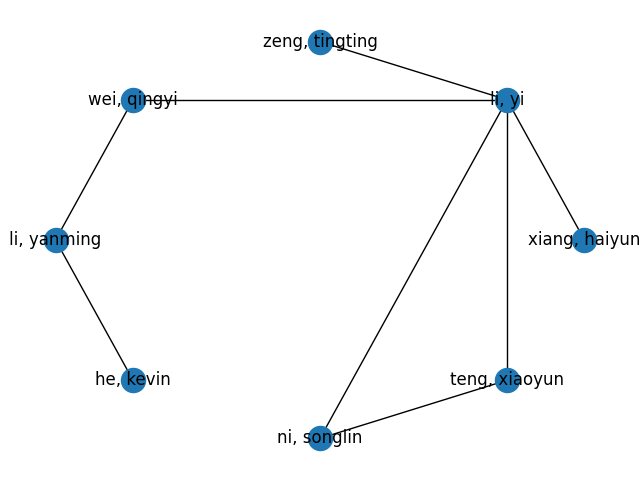 zeng, tingting
wei, qingyi
li, yi
li, yanming
xiang, haiyun
he, kevin
teng, xiaoyun
ni, songlin